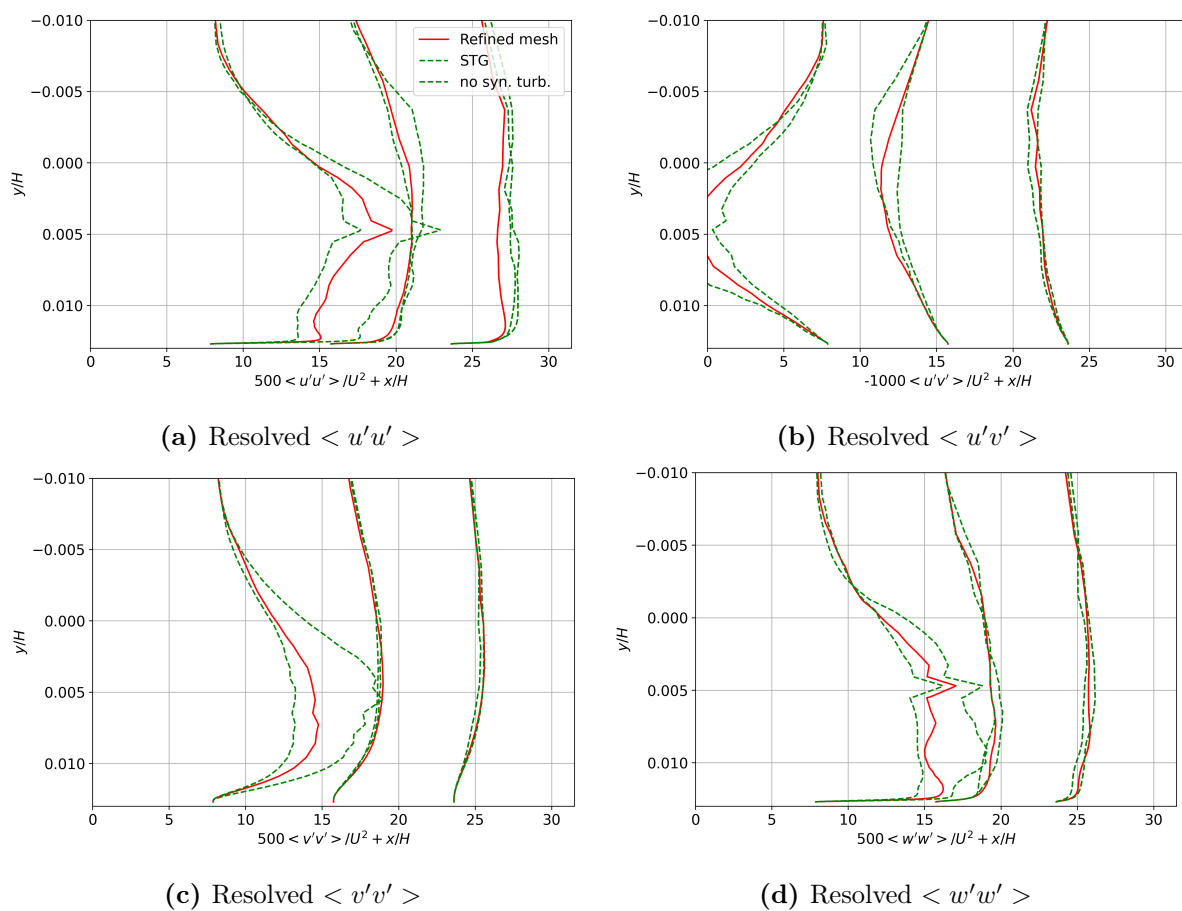 −0.010
−0.005
0.000
0.005
0.010
y/H
0 5 10 15 20 25 30
500 < u′u′ > /U² + x/H
Refined mesh
STG
no syn. turb.
(a) Resolved < u′u′ >
−0.010
−0.005
0.000
0.005
0.010
y/H
0 5 10 15 20 25 30
-1000 < u′v′ > /U² + x/H
(b) Resolved < u′v′ >
−0.010
−0.005
0.000
0.005
0.010
y/H
0 5 10 15 20 25 30
500 < v′v′ > /U² + x/H
(c) Resolved < v′v′ >
−0.010
−0.005
0.000
0.005
0.010
y/H
0 5 10 15 20 25 30
500 < w′w′ > /U² + x/H
(d) Resolved < w′w′ >